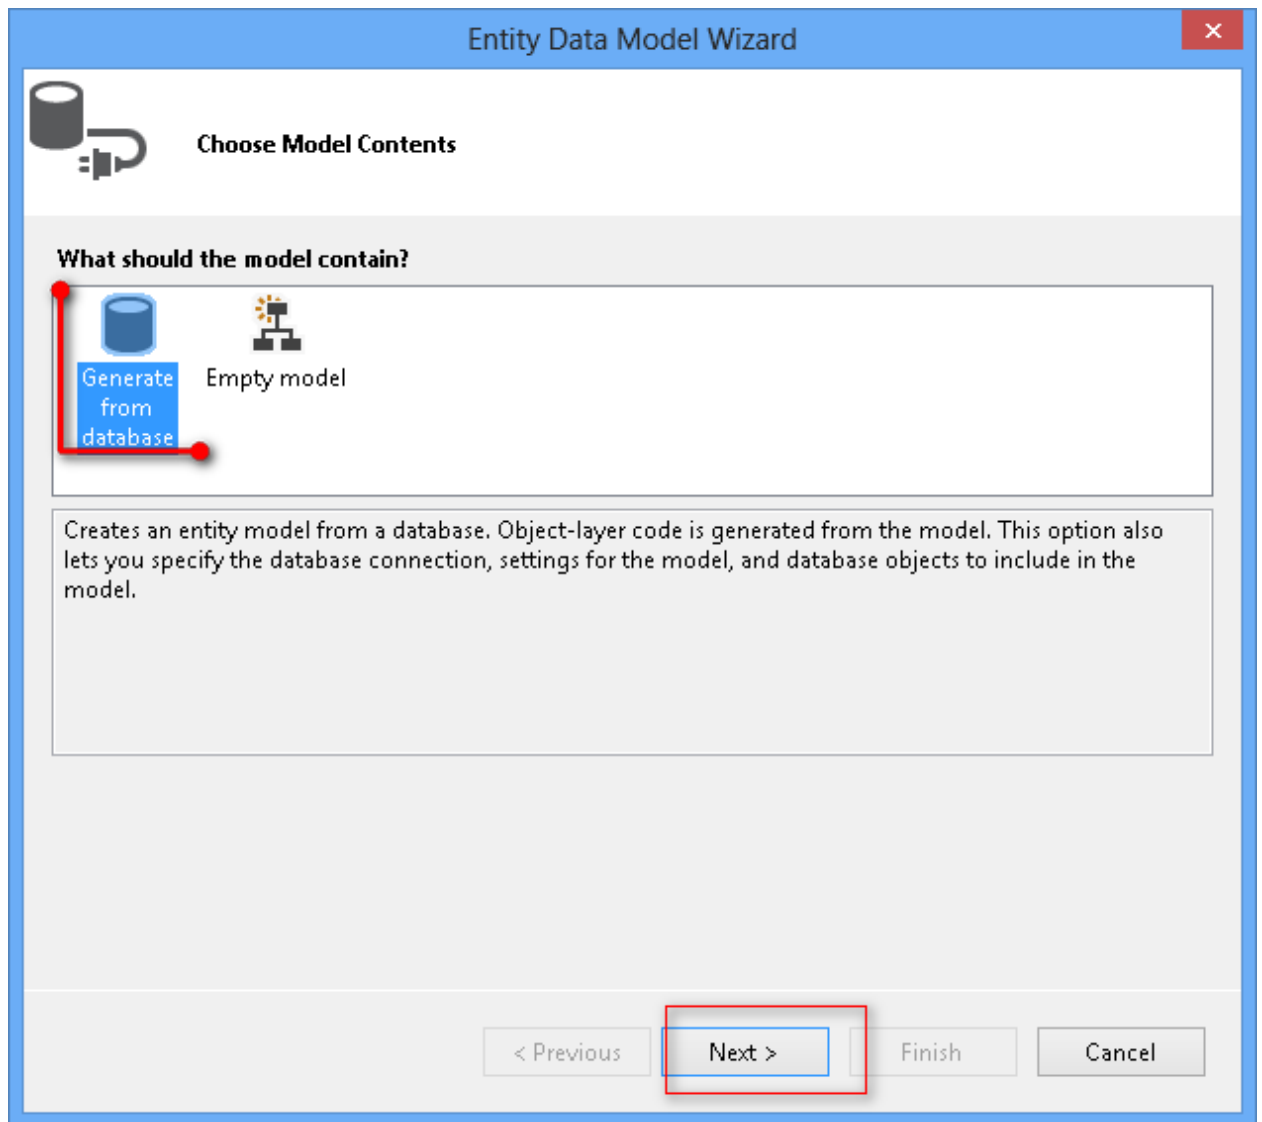 Entity Data Model Wizard
Choose Model Contents
What should the model contain?
Generate
from
database
Empty model
Creates an entity model from a database. Object-layer code is generated from the model. This option also
lets you specify the database connection, settings for the model, and database objects to include in the
model.
< Previous
Next >
Finish
Cancel